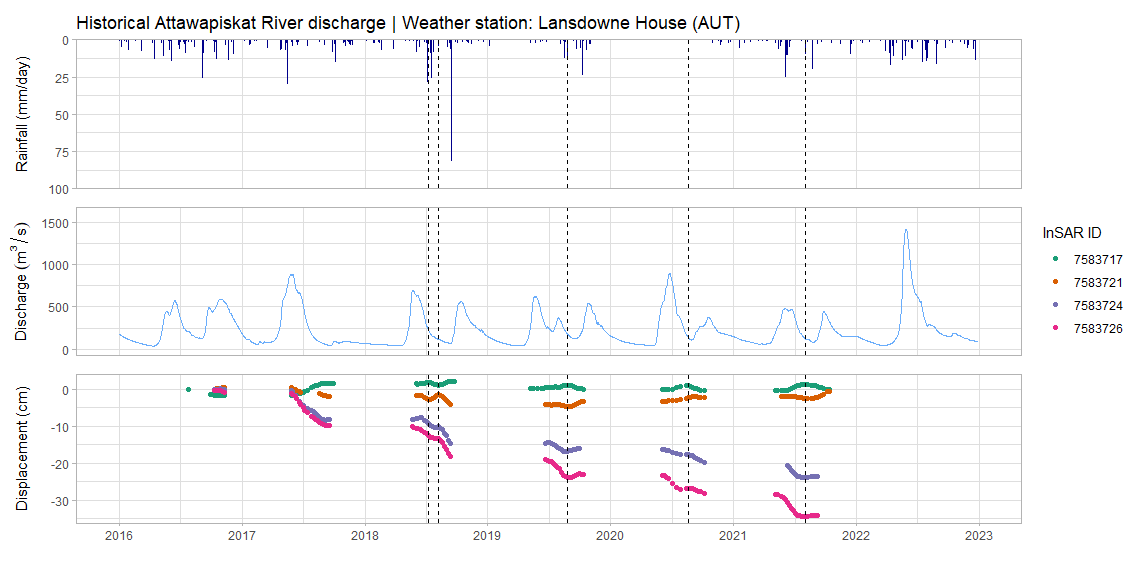 Historical Attawapiskat River discharge | Weather station: Lansdowne House (AUT)
Rainfall (mm/day)
0
25
50
75
100
Discharge (m³/s)
1500
1000
500
0
Displacement (cm)
0
-10
-20
-30
2016 2017 2018 2019 2020 2021 2022 2023
InSAR ID
7583717
7583721
7583724
7583726